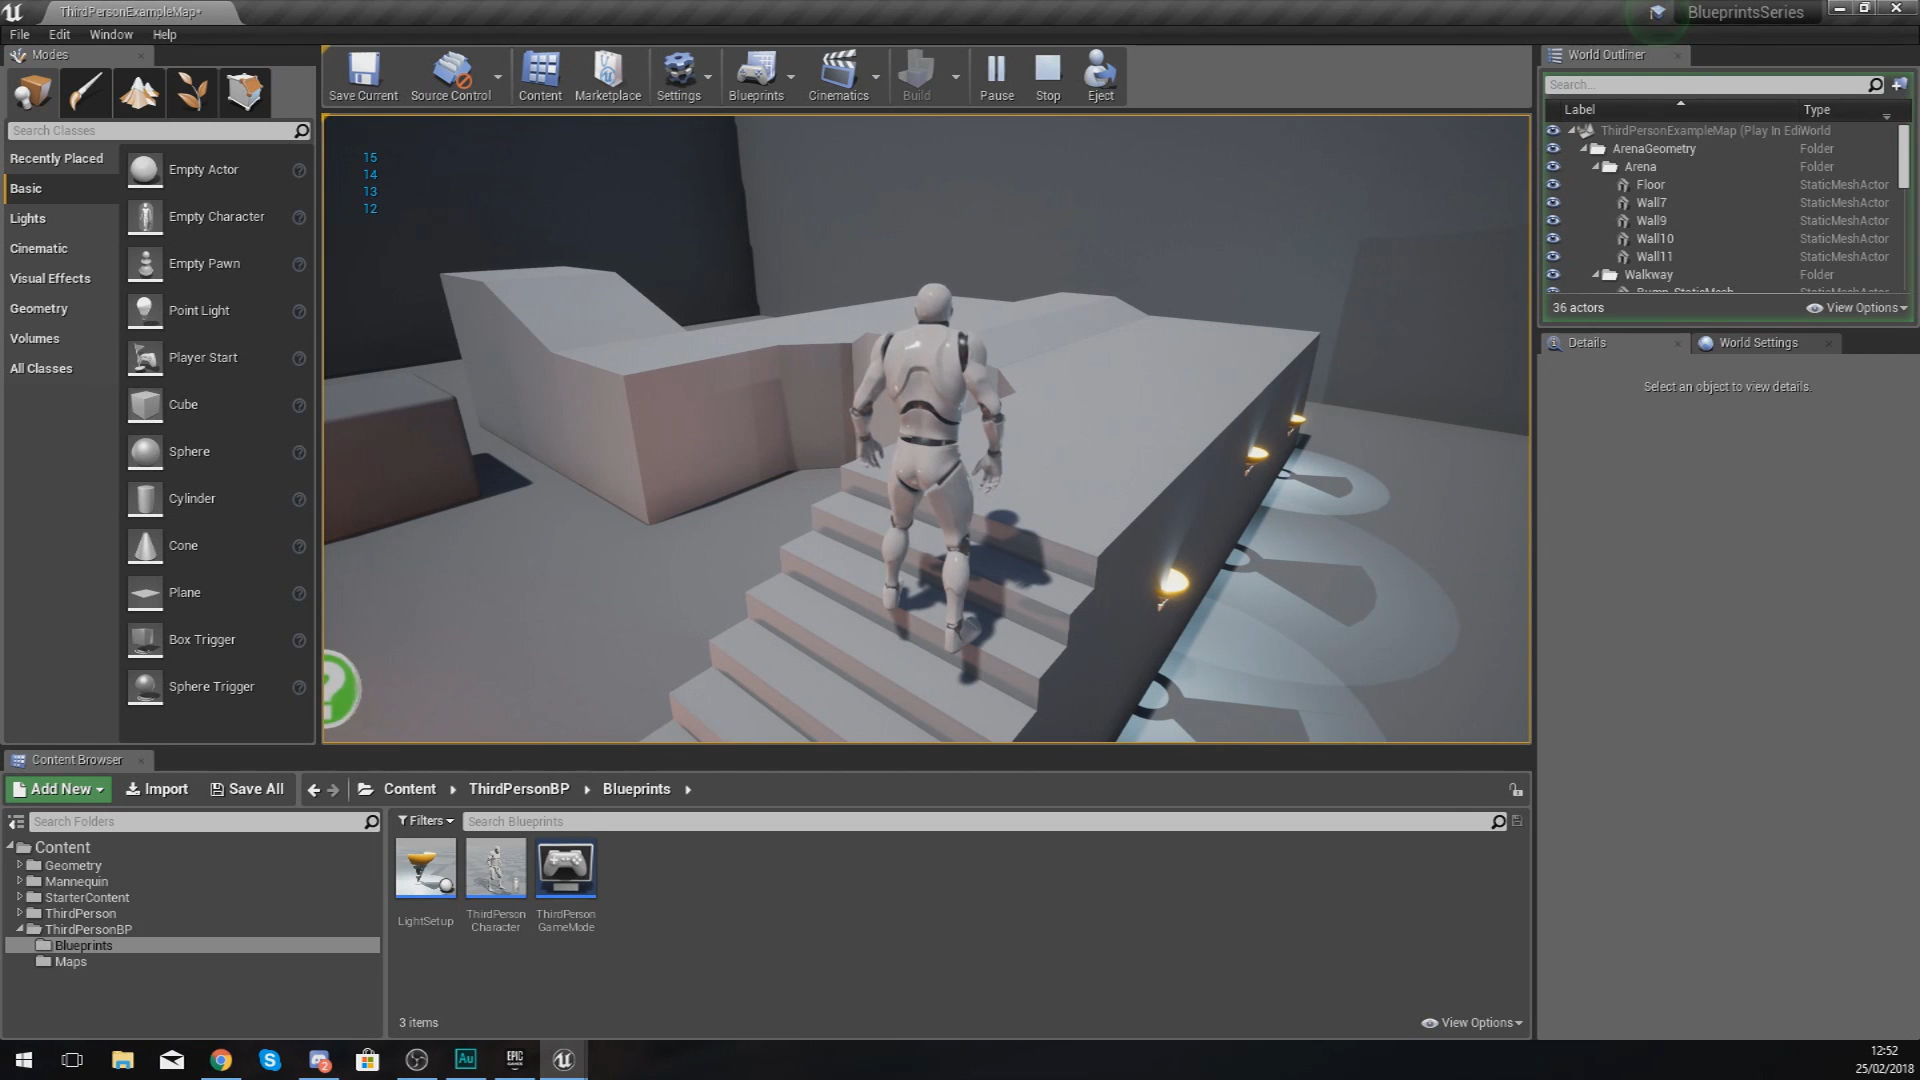 ThirdPersonExampleMap*
BlueprintsSeries
File Edit Window Help
Modes
Save Current
Source Control
Content
Marketplace
Settings
Blueprints
Cinematics
Build
Pause
Stop
Eject
Search Classes
Recently Placed
Basic
Lights
Cinematic
Visual Effects
Geometry
Volumes
All Classes
Empty Actor
Empty Character
Empty Pawn
Point Light
Player Start
Cube
Sphere
Cylinder
Cone
Plane
Box Trigger
Sphere Trigger
15
14
13
12
World Outliner
Search...
Label Type
ThirdPersonExampleMap (Play In Edi World
ArenaGeometry Folder
Arena Folder
Floor StaticMeshActor
Wall7 StaticMeshActor
Wall9 StaticMeshActor
Wall10 StaticMeshActor
Wall11 StaticMeshActor
Walkway Folder
36 actors
View Options
Details
World Settings
Select an object to view details.
Content Browser
Add New
Import
Save All
Content
ThirdPersonBP
Blueprints
Search Folders
Filters
Search Blueprints
Content
Geometry
Mannequin
StarterContent
ThirdPerson
ThirdPersonBP
Blueprints
Maps
LightSetup
ThirdPerson
Character
ThirdPerson
GameMode
3 items
View Options
2
Au
EPIC
GAMES
12:52
25/02/2018